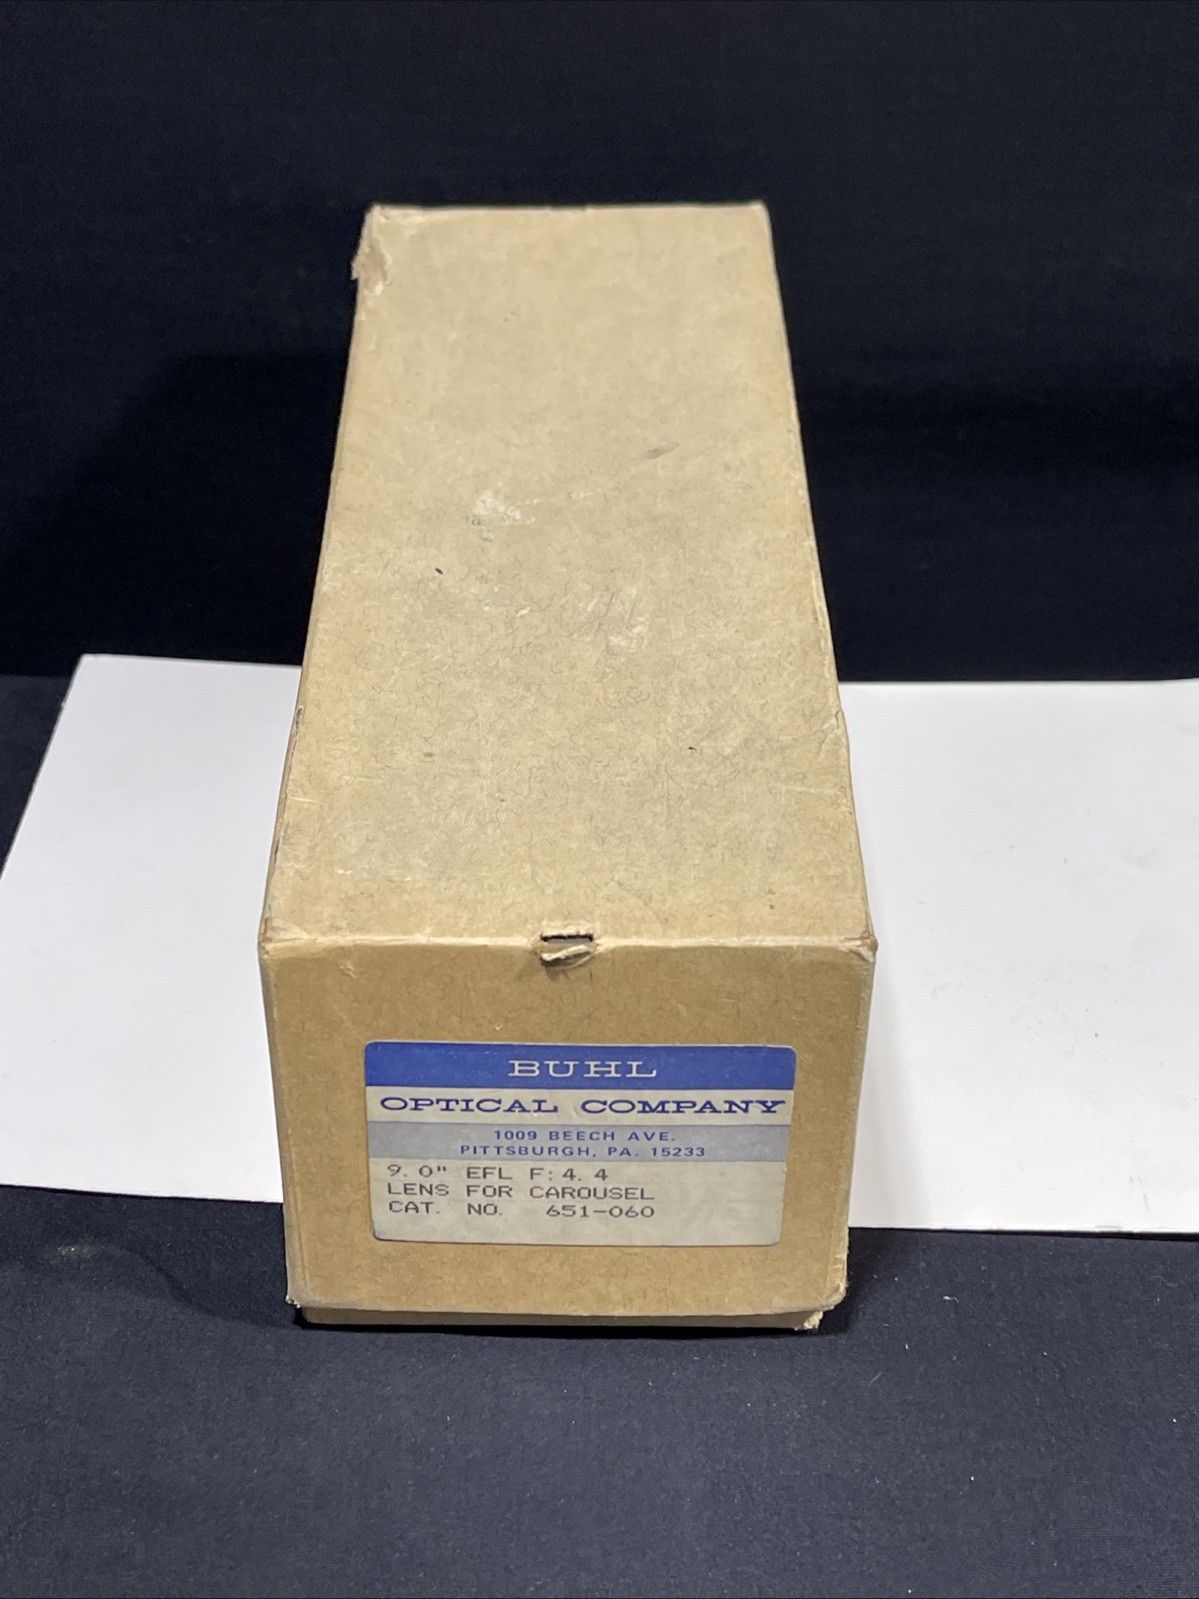 BUHL
OPTICAL COMPANY
1009 BEECH AVE.
PITTSBURGH, PA. 15233
9.0" EFL F:4.4
LENS FOR CAROUSEL
CAT. NO. 651-060